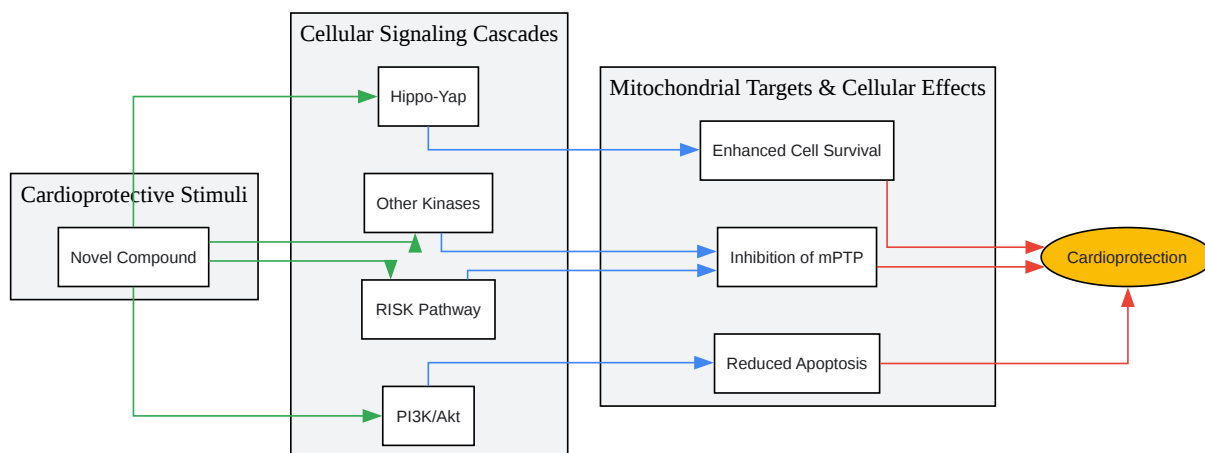 Cardioprotective Stimuli
Novel Compound
Cellular Signaling Cascades
Hippo-Yap
Other Kinases
RISK Pathway
PI3K/Akt
Mitochondrial Targets & Cellular Effects
Enhanced Cell Survival
Inhibition of mPTP
Reduced Apoptosis
Cardioprotection